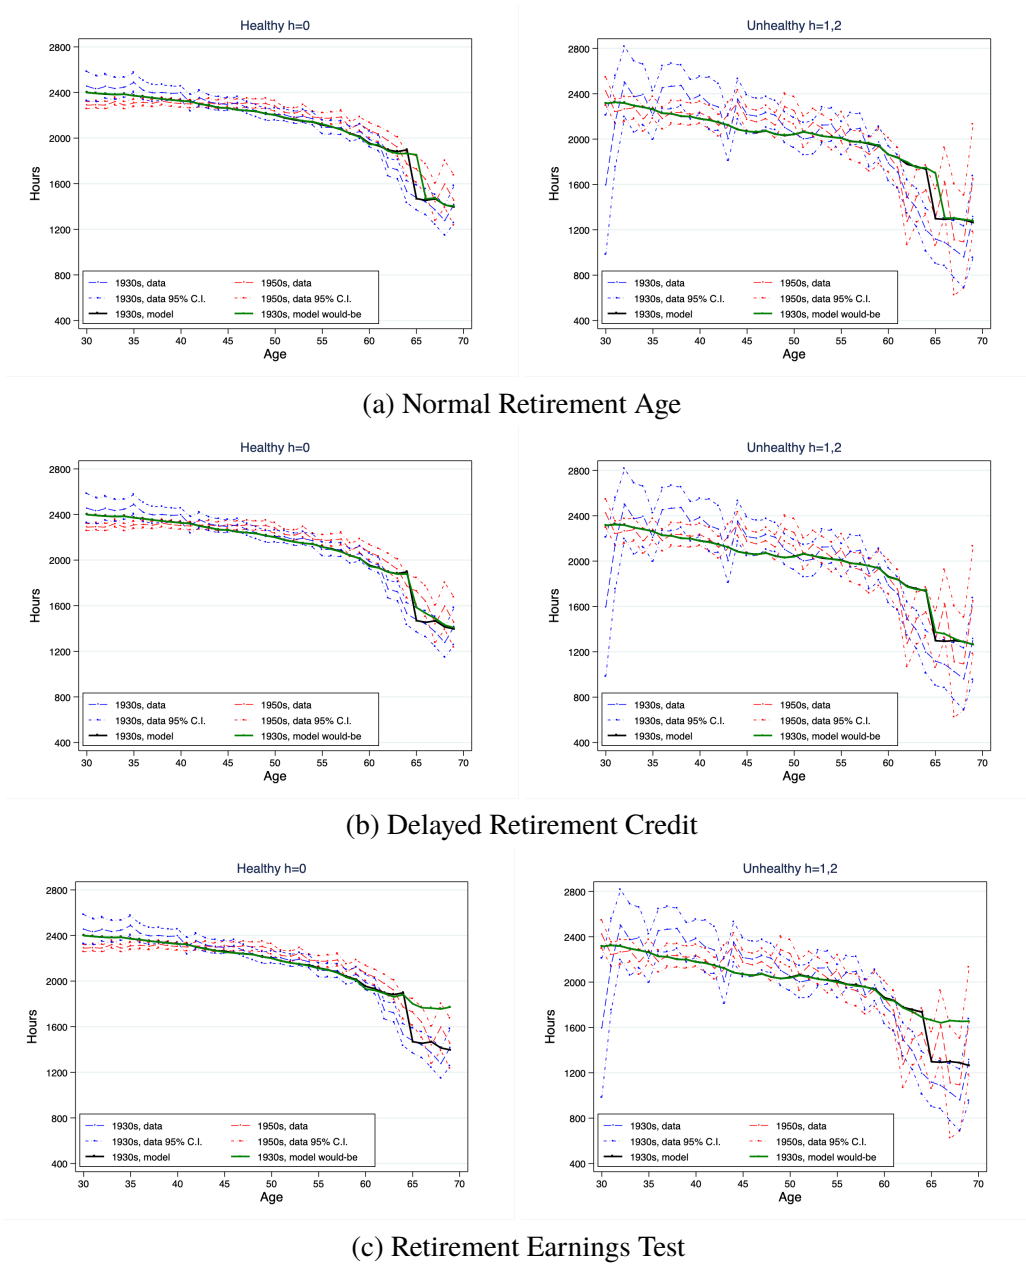 Healthy h=0
2800
2400
2000
1600
1200
800
400
Hours
1930s, data 1950s, data
1930s, data 95% C.I. 1950s, data 95% C.I.
1930s, model 1930s, model would-be
30 35 40 45 50 55 60 65 70
Age
Unhealthy h=1,2
2800
2400
2000
1600
1200
800
400
Hours
1930s, data 1950s, data
1930s, data 95% C.I. 1950s, data 95% C.I.
1930s, model 1930s, model would-be
30 35 40 45 50 55 60 65 70
Age
(a) Normal Retirement Age
Healthy h=0
2800
2400
2000
1600
1200
800
400
Hours
1930s, data 1950s, data
1930s, data 95% C.I. 1950s, data 95% C.I.
1930s, model 1930s, model would-be
30 35 40 45 50 55 60 65 70
Age
Unhealthy h=1,2
2800
2400
2000
1600
1200
800
400
Hours
1930s, data 1950s, data
1930s, data 95% C.I. 1950s, data 95% C.I.
1930s, model 1930s, model would-be
30 35 40 45 50 55 60 65 70
Age
(b) Delayed Retirement Credit
Healthy h=0
2800
2400
2000
1600
1200
800
400
Hours
1930s, data 1950s, data
1930s, data 95% C.I. 1950s, data 95% C.I.
1930s, model 1930s, model would-be
30 35 40 45 50 55 60 65 70
Age
Unhealthy h=1,2
2800
2400
2000
1600
1200
800
400
Hours
1930s, data 1950s, data
1930s, data 95% C.I. 1950s, data 95% C.I.
1930s, model 1930s, model would-be
30 35 40 45 50 55 60 65 70
Age
(c) Retirement Earnings Test